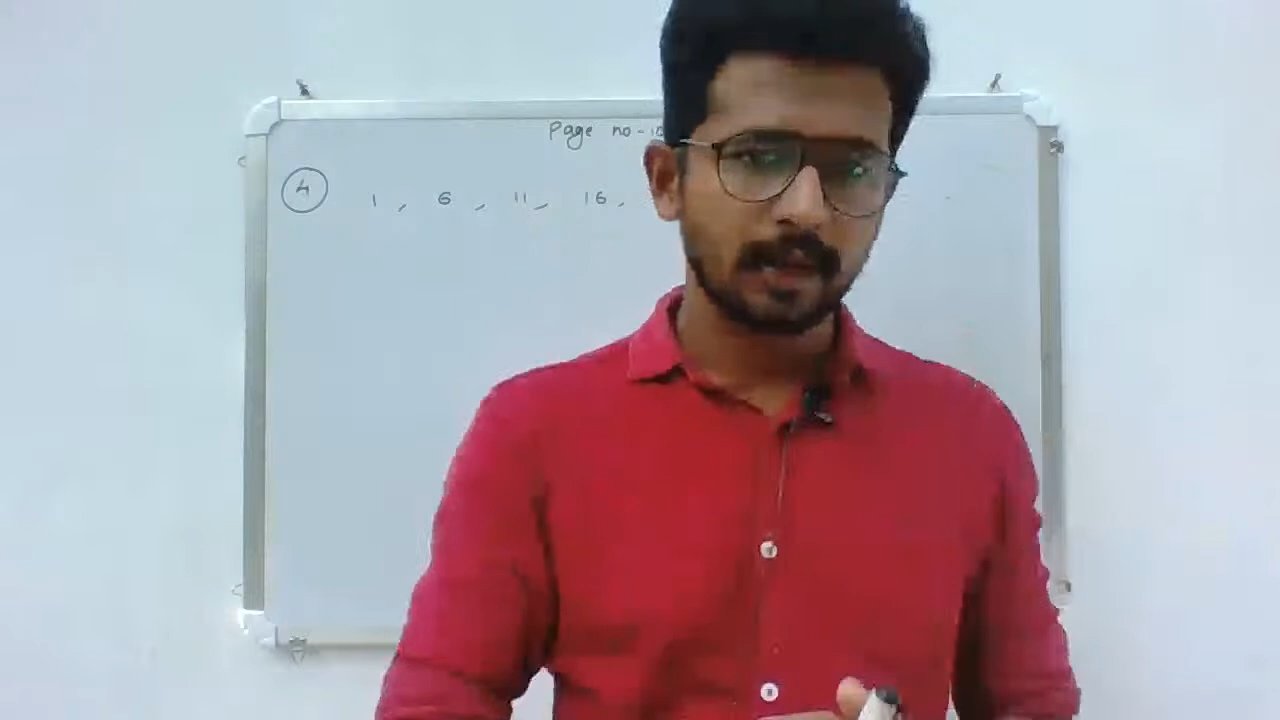 Page no -
4 1 , 6 , 11 , 16 ,